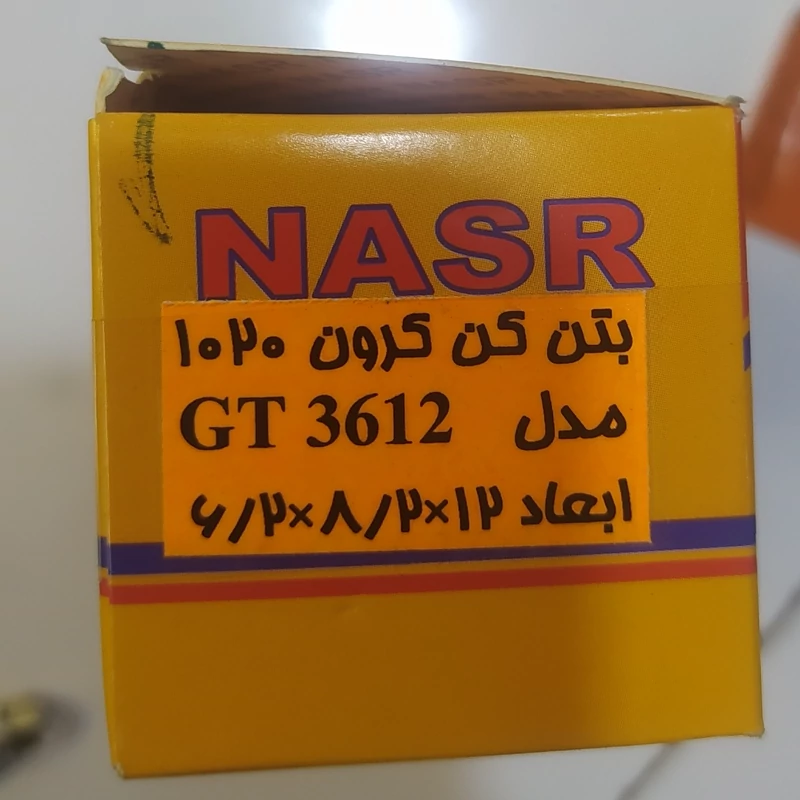 NASR
بتن کن کرون ۱۰۲۰
مدل GT 3612
ابعاد ۱۲×۸/۲×۶/۲